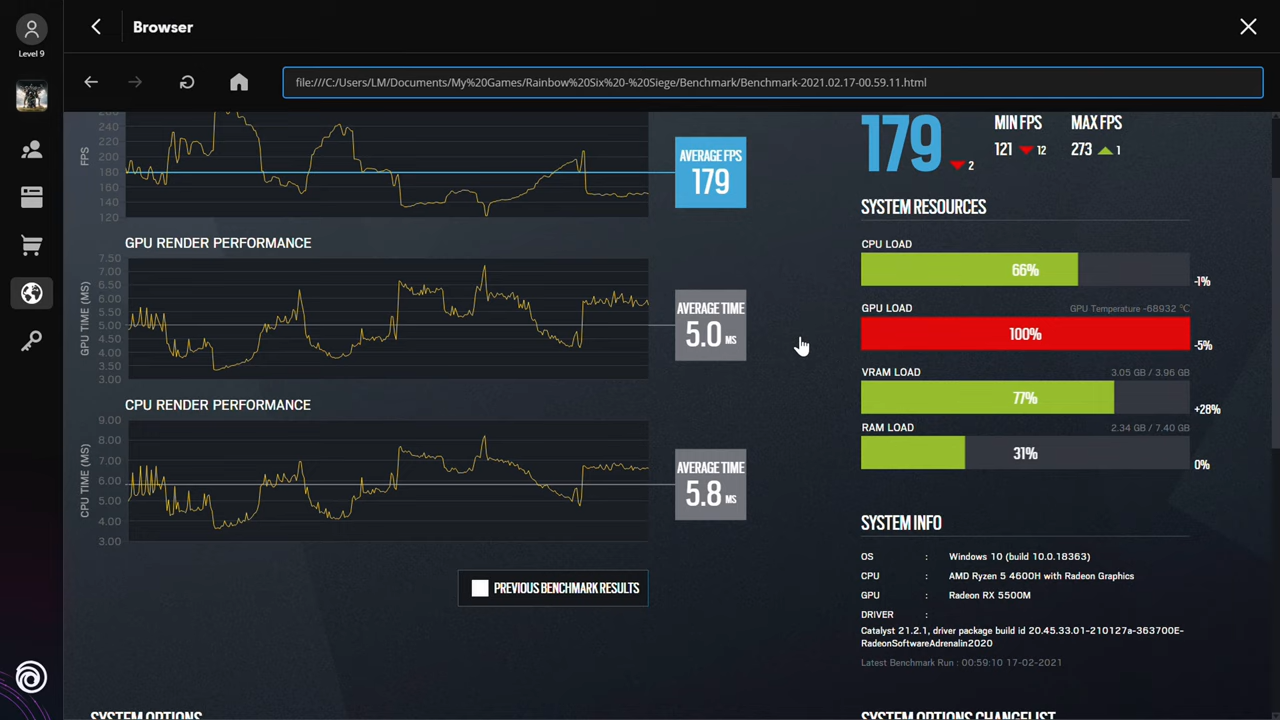 Browser
Level 9
file:///C:/Users/LM/Documents/My%20Games/Rainbow%20Six%20-%20Siege/Benchmark/Benchmark-2021.02.17-00.59.11.html
FPS
260
240
220
200
180
160
140
120
AVERAGE FPS
179
GPU RENDER PERFORMANCE
GPU TIME (MS)
7.50
7.00
6.50
6.00
5.50
5.00
4.50
4.00
3.50
3.00
AVERAGE TIME
5.0 MS
CPU RENDER PERFORMANCE
CPU TIME (MS)
9.00
8.00
7.00
6.00
5.00
4.00
3.00
AVERAGE TIME
5.8 MS
PREVIOUS BENCHMARK RESULTS
SYSTEM OPTIONS
179
2
MIN FPS
121 12
MAX FPS
273 1
SYSTEM RESOURCES
CPU LOAD
66%
-1%
GPU LOAD GPU Temperature -68932 °C
100%
-5%
VRAM LOAD 3.05 GB / 3.96 GB
77%
+28%
RAM LOAD 2.34 GB / 7.40 GB
31%
0%
SYSTEM INFO
OS : Windows 10 (build 10.0.18363)
CPU : AMD Ryzen 5 4600H with Radeon Graphics
GPU : Radeon RX 5500M
DRIVER :
Catalyst 21.2.1, driver package build id 20.45.33.01-210127a-363700E-
RadeonSoftwareAdrenalin2020
Latest Benchmark Run : 00:59:10 17-02-2021
SYSTEM OPTIONS CHANGELIST